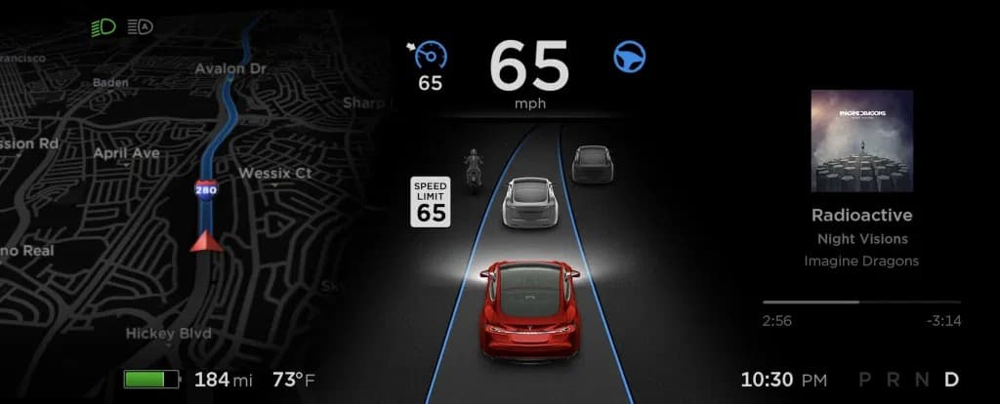 A
Francisco
Avalon Dr
Baden
Sharp
ssion Rd
April Ave
Wessix Ct
280
no Real
Sk
Hickey Blvd
184 mi
73°F
65
65
mph
SPEED
LIMIT
65
IMAGINE DRAGONS
Radioactive
Night Visions
Imagine Dragons
2:56
-3:14
10:30 PM
P R N D